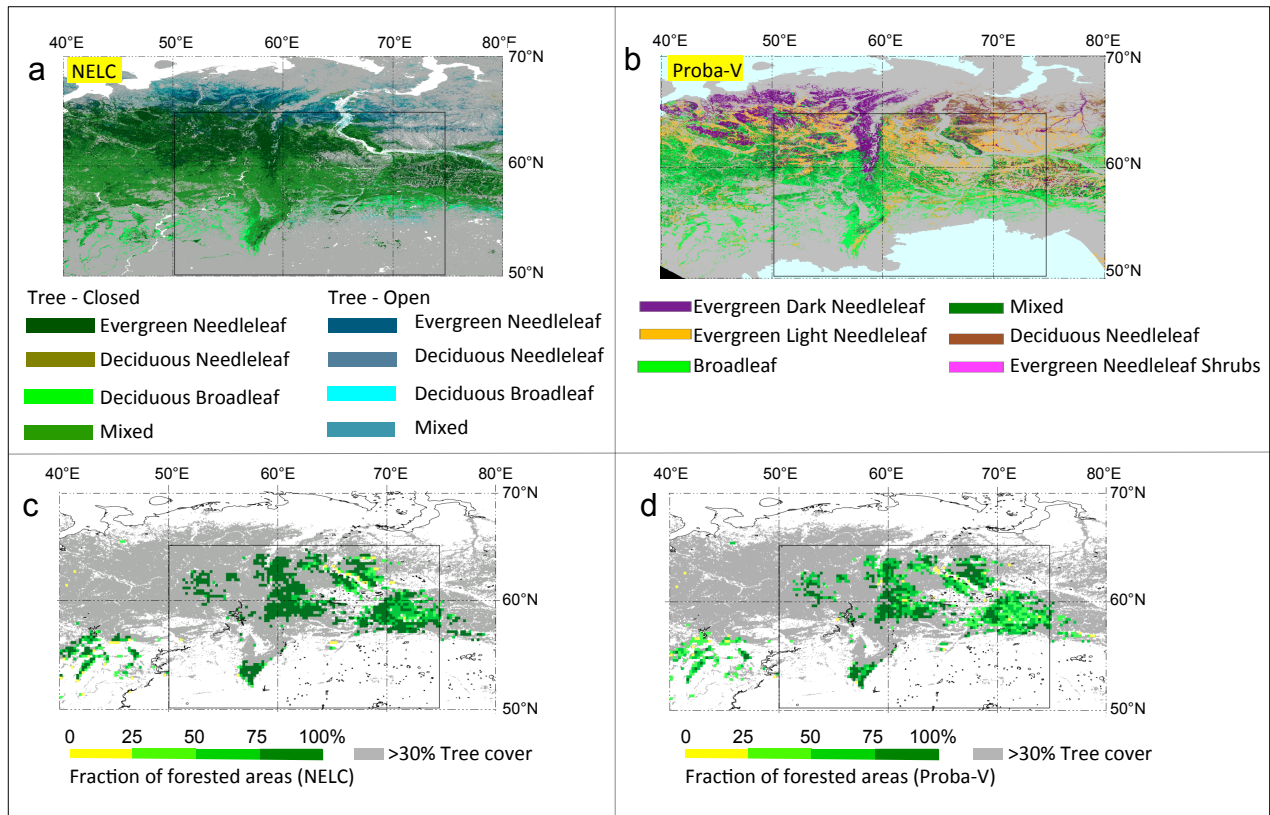 40°E 50°E 60°E 70°E 80°E
70°N
a
NELC
60°N
50°N
Tree - Closed
Tree - Open
Evergreen Needleleaf
Evergreen Needleleaf
Deciduous Needleleaf
Deciduous Needleleaf
Deciduous Broadleaf
Deciduous Broadleaf
Mixed
Mixed
40°E 50°E 60°E 70°E 80°E
70°N
b
Proba-V
60°N
50°N
Evergreen Dark Needleleaf
Mixed
Evergreen Light Needleleaf
Deciduous Needleleaf
Broadleaf
Evergreen Needleleaf Shrubs
40°E 50°E 60°E 70°E 80°E
70°N
c
60°N
50°N
0 25 50 75 100%
>30% Tree cover
Fraction of forested areas (NELC)
40°E 50°E 60°E 70°E 80°E
70°N
d
60°N
50°N
0 25 50 75 100%
>30% Tree cover
Fraction of forested areas (Proba-V)